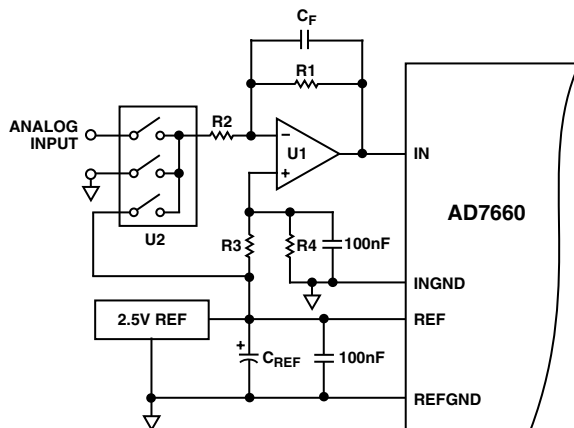 CF
R1
ANALOG
INPUT
R2
−
U1
+
IN
AD7660
U2
R3
R4
100nF
INGND
2.5V REF
REF
+
CREF
100nF
REFGND